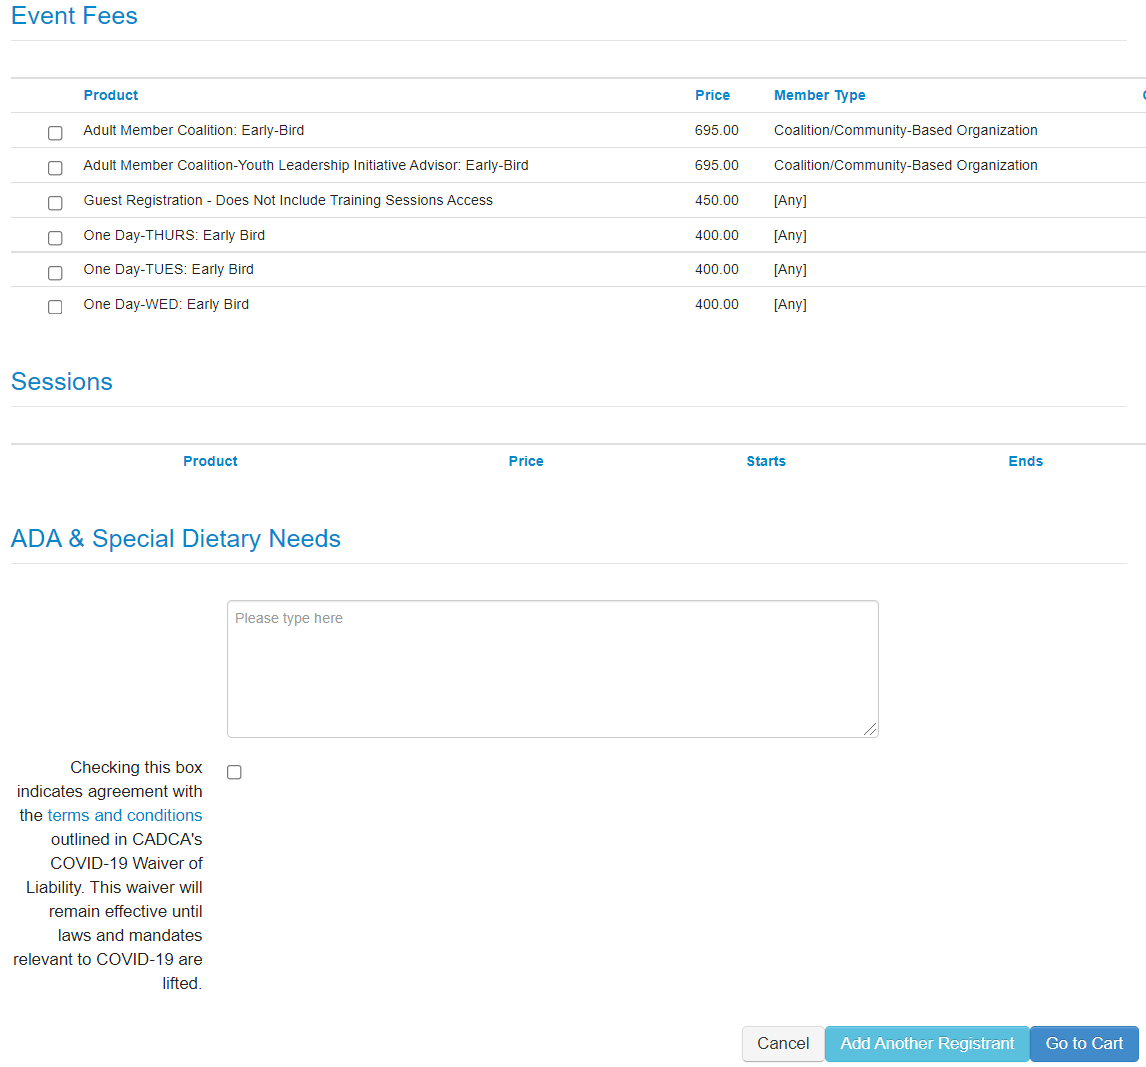 Event Fees
Product Price Member Type
Adult Member Coalition: Early-Bird 695.00 Coalition/Community-Based Organization
Adult Member Coalition-Youth Leadership Initiative Advisor: Early-Bird 695.00 Coalition/Community-Based Organization
Guest Registration - Does Not Include Training Sessions Access 450.00 [Any]
One Day-THURS: Early Bird 400.00 [Any]
One Day-TUES: Early Bird 400.00 [Any]
One Day-WED: Early Bird 400.00 [Any]
Sessions
Product Price Starts Ends
ADA & Special Dietary Needs
Please type here
Checking this box
indicates agreement with
the terms and conditions
outlined in CADCA's
COVID-19 Waiver of
Liability. This waiver will
remain effective until
laws and mandates
relevant to COVID-19 are
lifted.
Cancel Add Another Registrant Go to Cart